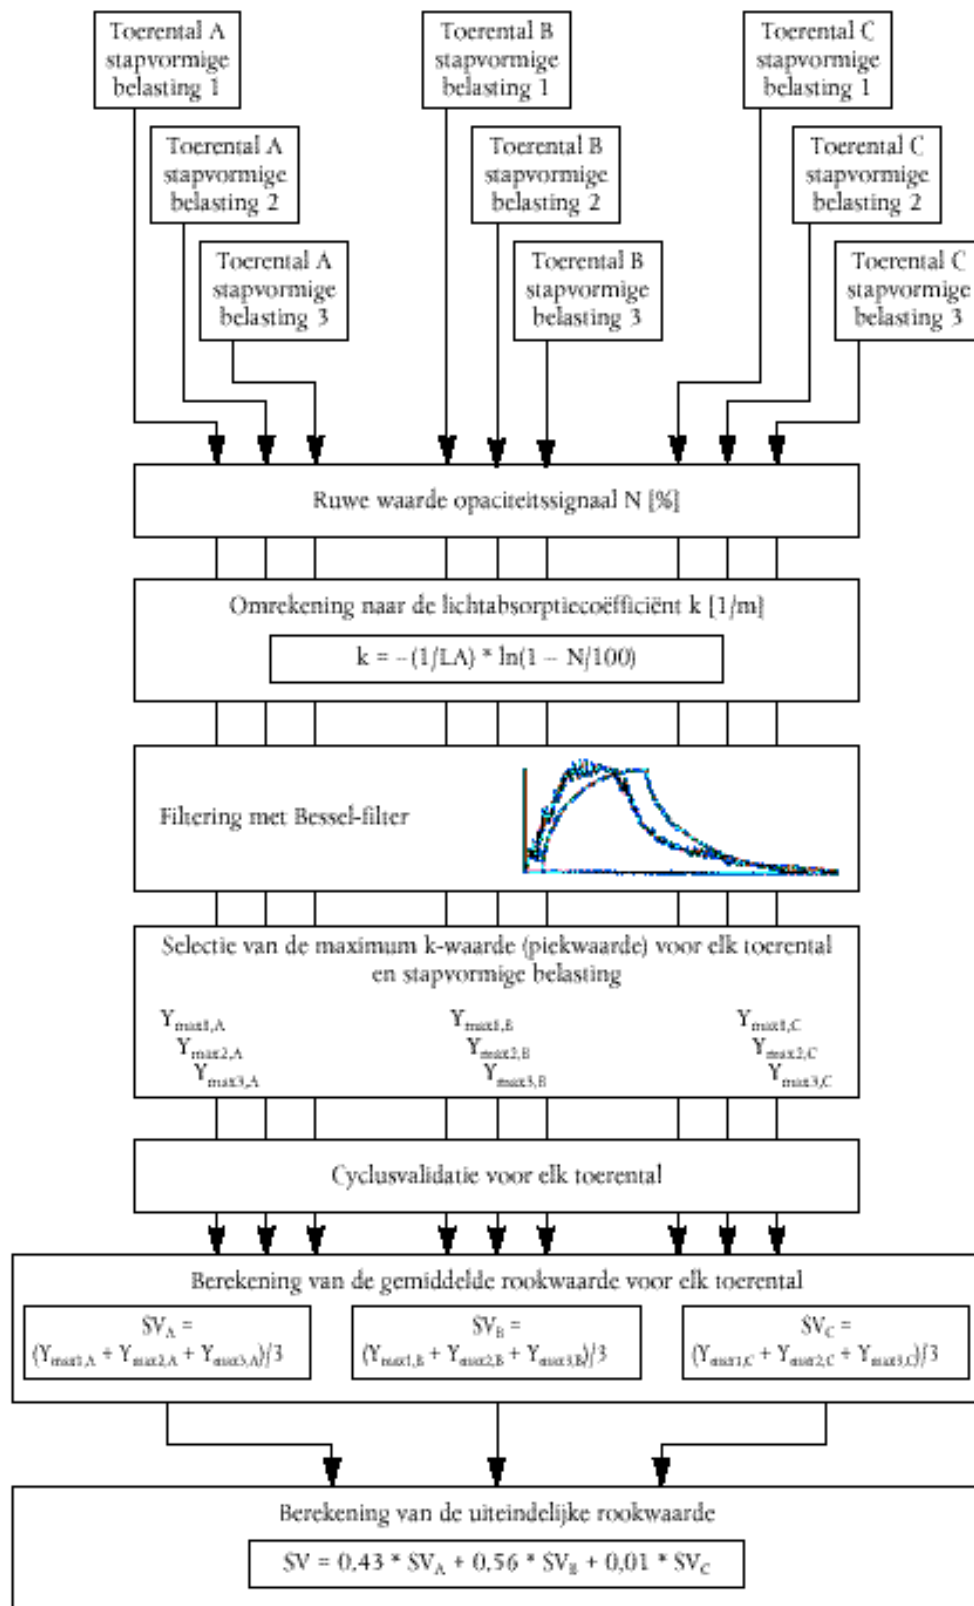 Toerental A
stapvormige
belasting 1
Toerental B
stapvormige
belasting 1
Toerental C
stapvormige
belasting 1
Toerental A
stapvormige
belasting 2
Toerental B
stapvormige
belasting 2
Toerental C
stapvormige
belasting 2
Toerental A
stapvormige
belasting 3
Toerental B
stapvormige
belasting 3
Toerental C
stapvormige
belasting 3
Ruwe waarde opaciteitssignaal N [%]
Omrekening naar de lichtabsorptiecoëfficiënt k [1/m]
k = –(1/LA) * ln(1 – N/100)
Filtering met Bessel-filter
Selectie van de maximum k-waarde (piekwaarde) voor elk toerental
en stapvormige belasting
Ymax1,A Ymax1,B Ymax1,C
Ymax2,A Ymax2,B Ymax2,C
Ymax3,A Ymax3,B Ymax3,C
Cyclusvalidatie voor elk toerental
Berekening van de gemiddelde rookwaarde voor elk toerental
SVA =
(Ymax1,A + Ymax2,A + Ymax3,A)/3
SVB =
(Ymax1,B + Ymax2,B + Ymax3,B)/3
SVC =
(Ymax1,C + Ymax2,C + Ymax3,C)/3
Berekening van de uiteindelijke rookwaarde
SV = 0,43 * SVA + 0,56 * SVB + 0,01 * SVC